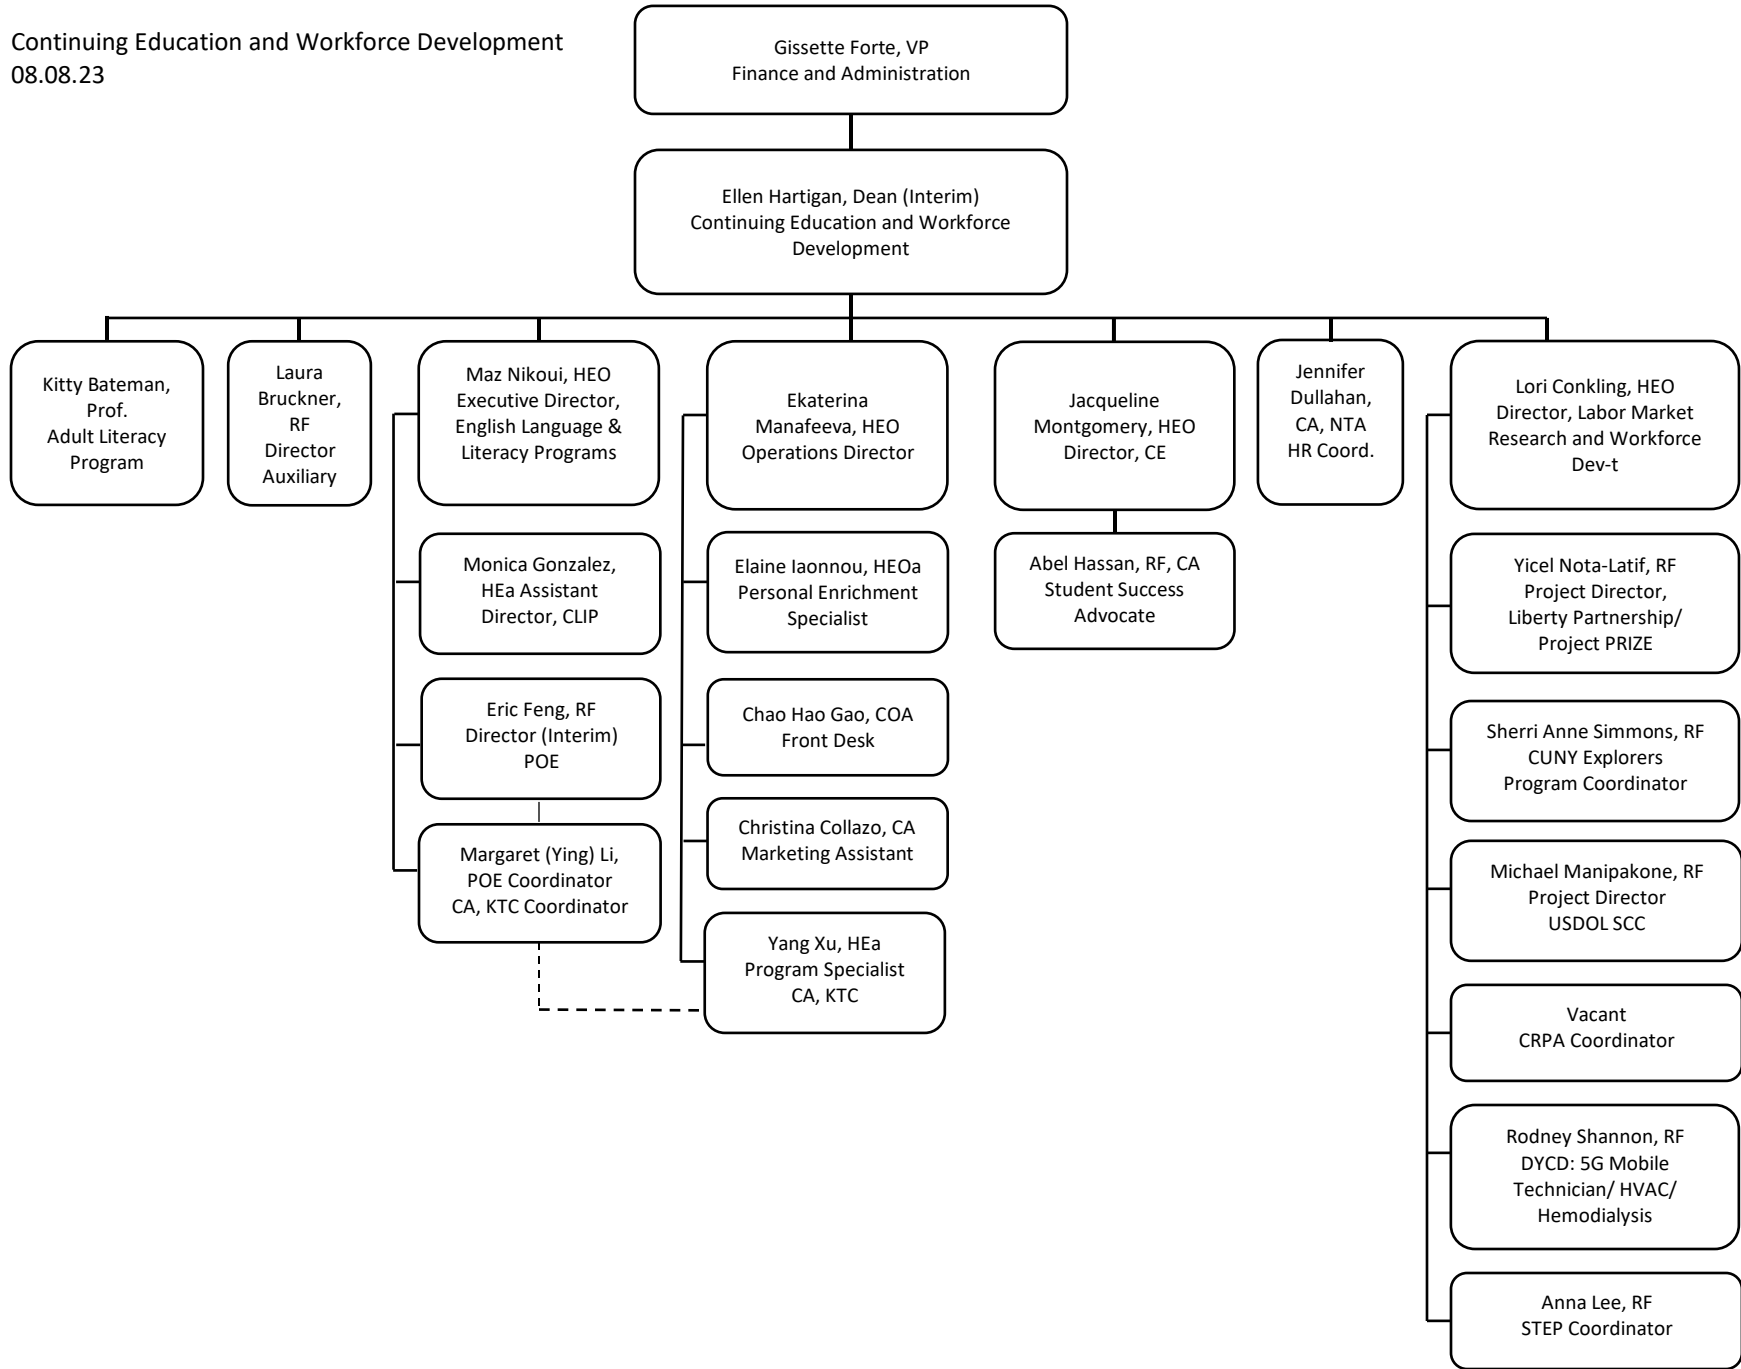 Continuing Education and Workforce Development
08.08.23
Gissette Forte, VP
Finance and Administration
Ellen Hartigan, Dean (Interim)
Continuing Education and Workforce
Development
Kitty Bateman,
Prof.
Adult Literacy
Program
Laura
Bruckner,
RF
Director
Auxiliary
Maz Nikoui, HEO
Executive Director,
English Language &
Literacy Programs
Ekaterina
Manafeeva, HEO
Operations Director
Jacqueline
Montgomery, HEO
Director, CE
Jennifer
Dullahan,
CA, NTA
HR Coord.
Lori Conkling, HEO
Director, Labor Market
Research and Workforce
Dev-t
Monica Gonzalez,
HEa Assistant
Director, CLIP
Eric Feng, RF
Director (Interim)
POE
Margaret (Ying) Li,
POE Coordinator
CA, KTC Coordinator
Elaine Iaonnou, HEOa
Personal Enrichment
Specialist
Chao Hao Gao, COA
Front Desk
Christina Collazo, CA
Marketing Assistant
Yang Xu, HEa
Program Specialist
CA, KTC
Abel Hassan, RF, CA
Student Success
Advocate
Yicel Nota-Latif, RF
Project Director,
Liberty Partnership/
Project PRIZE
Sherri Anne Simmons, RF
CUNY Explorers
Program Coordinator
Michael Manipakone, RF
Project Director
USDOL SCC
Vacant
CRPA Coordinator
Rodney Shannon, RF
DYCD: 5G Mobile
Technician/ HVAC/
Hemodialysis
Anna Lee, RF
STEP Coordinator